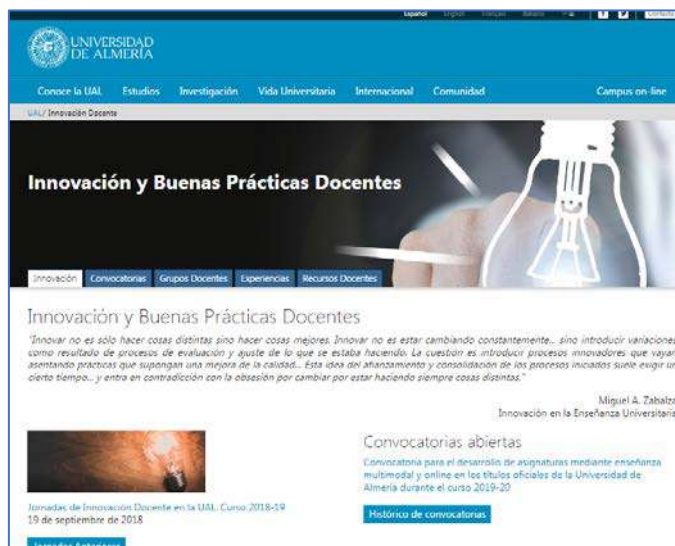 Español English Français Italiano
Contacto
UNIVERSIDAD
DE ALMERÍA
Conoce la UAL Estudios Investigación Vida Universitaria Internacional Comunidad Campus on-line
UAL/ Innovación Docente
Innovación y Buenas Prácticas Docentes
Innovación Convocatorias Grupos Docentes Experiencias Recursos Docentes
Innovación y Buenas Prácticas Docentes
"Innovar no es sólo hacer cosas distintas sino hacer cosas mejores. Innovar no es estar cambiando constantemente... sino introducir variaciones
como resultado de procesos de evaluación y ajuste de lo que se estaba haciendo. La cuestión es introducir procesos innovadores que vayan
asentando prácticas que supongan una mejora de la calidad... Esta idea del afianzamiento y consolidación de los procesos iniciados suele exigir un
cierto tiempo... y entra en contradicción con la obsesión por cambiar por estar haciendo siempre cosas distintas."
Miguel A. Zabalza
Innovación en la Enseñanza Universitaria
Jornadas de Innovación Docente en la UAL. Curso 2018-19
19 de septiembre de 2018
Jornadas Anteriores
Convocatorias abiertas
Convocatoria para el desarrollo de asignaturas mediante enseñanza
multimodal y online en los títulos oficiales de la Universidad de
Almería durante el curso 2019-20
Histórico de convocatorias